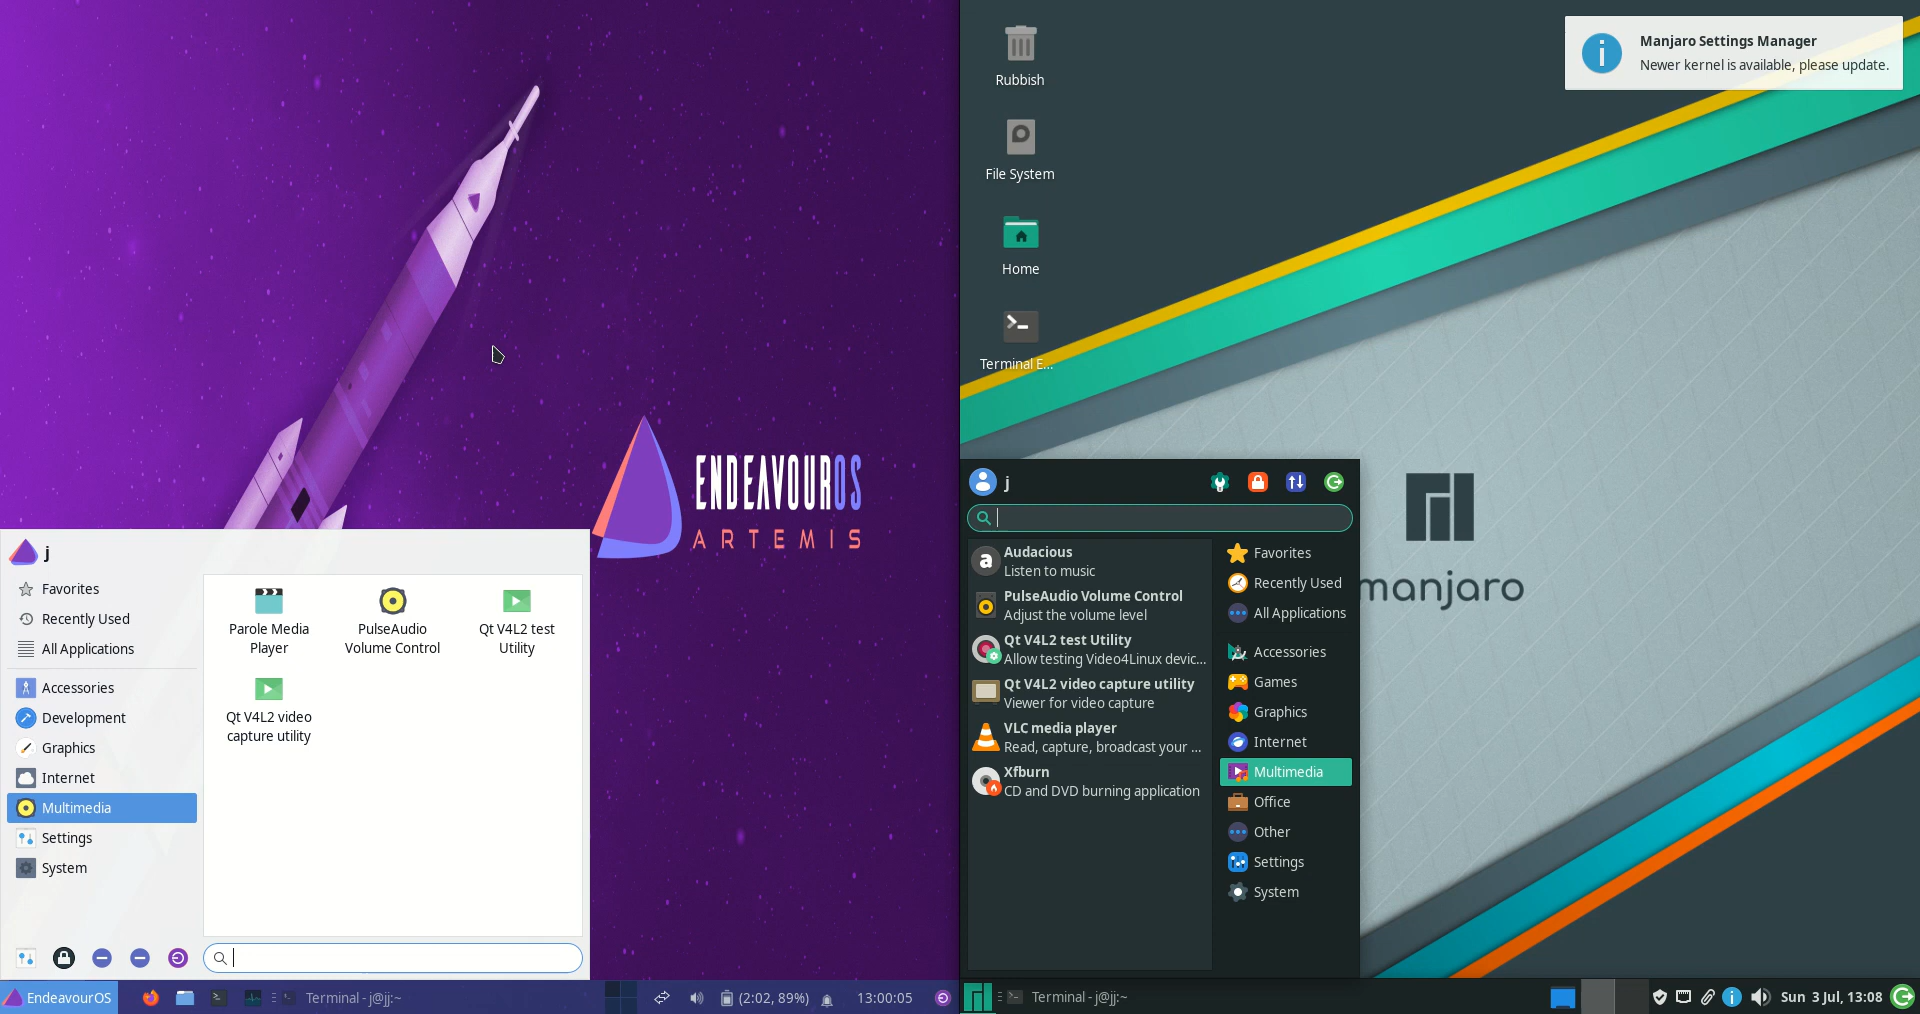 ENDEAVOUROS
ARTEMIS
j
Favorites
Recently Used
All Applications
Accessories
Development
Graphics
Internet
Multimedia
Settings
System
Parole Media
Player
PulseAudio
Volume Control
Qt V4L2 test
Utility
Qt V4L2 video
capture utility
EndeavourOS
Terminal - j@jj:~
(2:02, 89%)
13:00:05
Rubbish
File System
Home
Terminal E...
Manjaro Settings Manager
Newer kernel is available, please update.
manjaro
j
Audacious
Listen to music
PulseAudio Volume Control
Adjust the volume level
Qt V4L2 test Utility
Allow testing Video4Linux devic...
Qt V4L2 video capture utility
Viewer for video capture
VLC media player
Read, capture, broadcast your ...
Xfburn
CD and DVD burning application
Favorites
Recently Used
All Applications
Accessories
Games
Graphics
Internet
Multimedia
Office
Other
Settings
System
Terminal - j@jj:~
Sun 3 Jul, 13:08